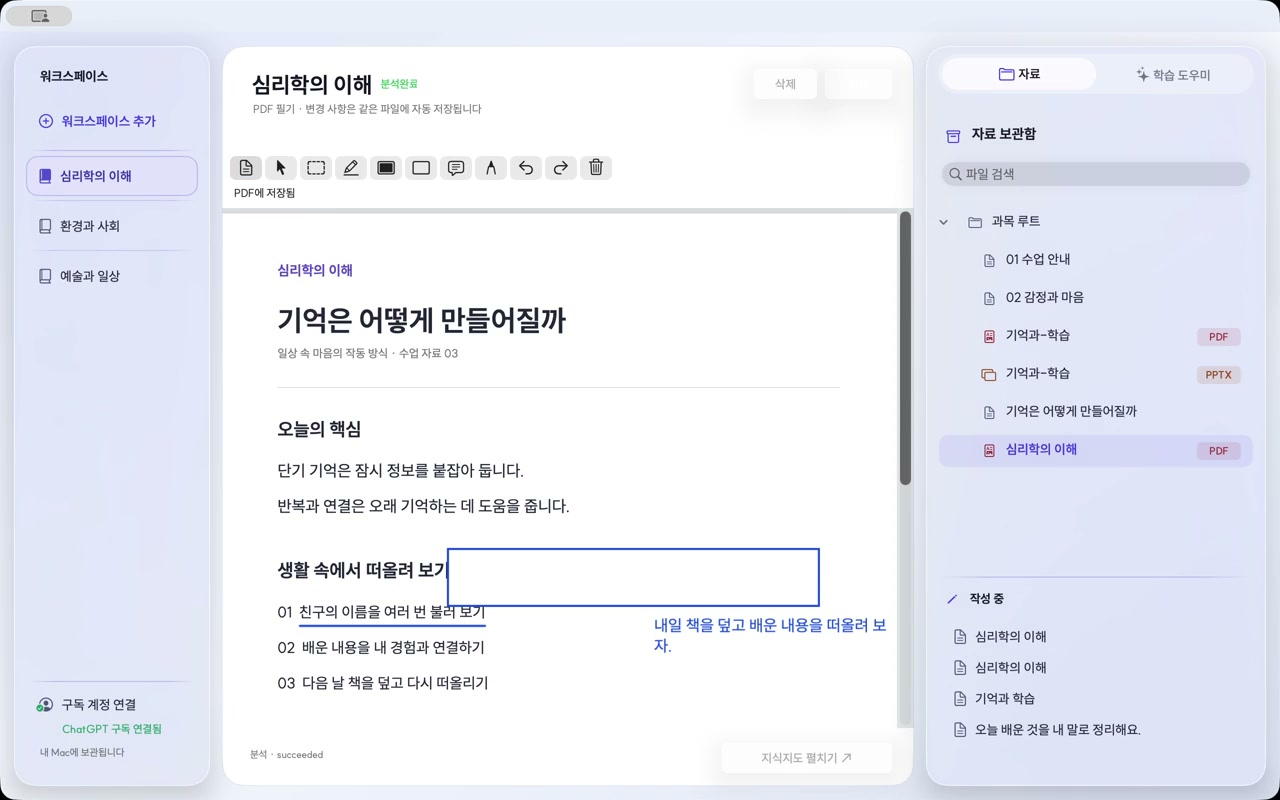 워크스페이스
워크스페이스 추가
심리학의 이해
환경과 사회
예술과 일상
구독 계정 연결
ChatGPT 구독 연결됨
내 Mac에 보관됩니다
심리학의 이해 분석완료
PDF 필기 · 변경 사항은 같은 파일에 자동 저장됩니다
삭제
PDF에 저장됨
심리학의 이해
기억은 어떻게 만들어질까
일상 속 마음의 작동 방식 · 수업 자료 03
오늘의 핵심
단기 기억은 잠시 정보를 붙잡아 둡니다.
반복과 연결은 오래 기억하는 데 도움을 줍니다.
생활 속에서 떠올려 보기
01 친구의 이름을 여러 번 불러 보기
내일 책을 덮고 배운 내용을 떠올려 보
자.
02 배운 내용을 내 경험과 연결하기
03 다음 날 책을 덮고 다시 떠올리기
분석 · succeeded
지식지도 펼치기 ↗
자료
학습 도우미
자료 보관함
파일 검색
과목 루트
01 수업 안내
02 감정과 마음
기억과-학습 PDF
기억과-학습 PPTX
기억은 어떻게 만들어질까
심리학의 이해 PDF
작성 중
심리학의 이해
심리학의 이해
기억과 학습
오늘 배운 것을 내 말로 정리해요.